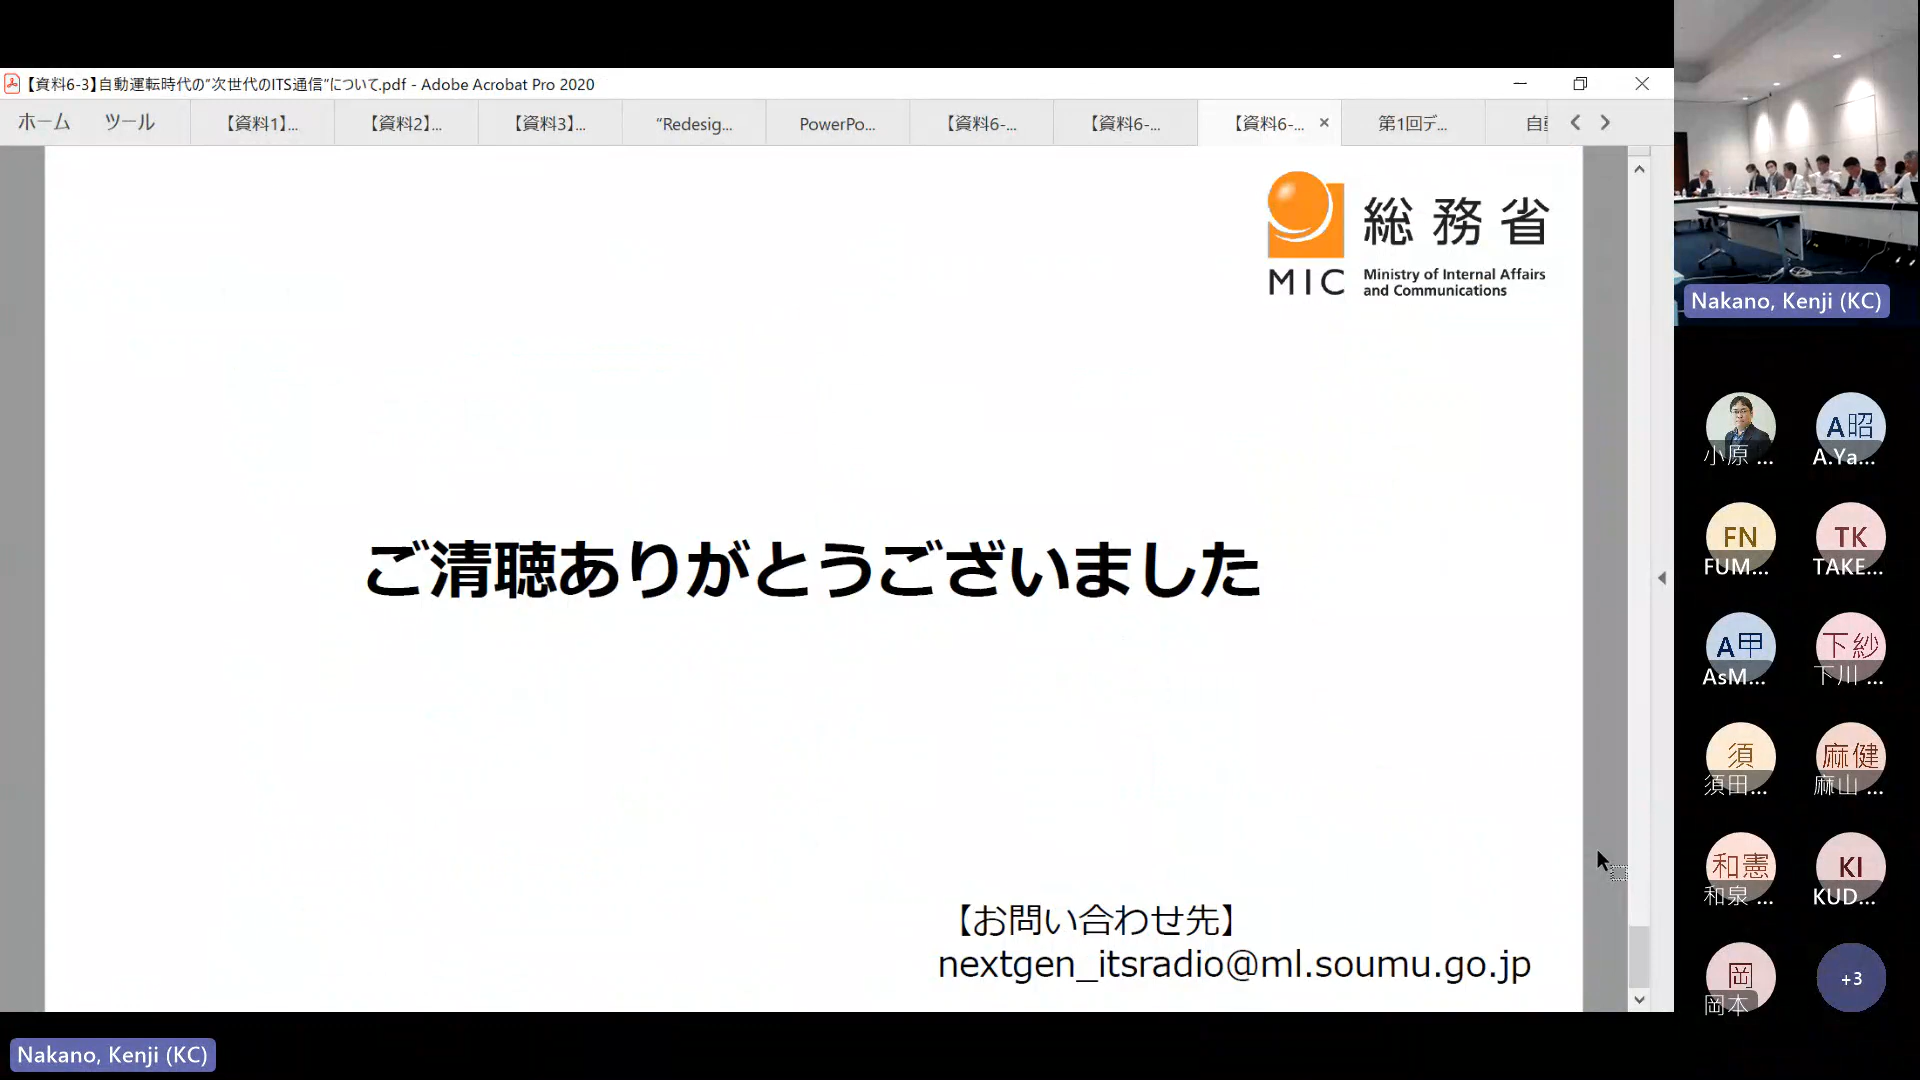 【資料6-3】自動運転時代の”次世代のITS通信”について.pdf - Adobe Acrobat Pro 2020
ホーム ツール 【資料1】... 【資料2】... 【資料3】... “Redesig... PowerPo... 【資料6-... 【資料6-... 【資料6-... × 第1回デ...
総務省
MIC
Ministry of Internal Affairs
and Communications
ご清聴ありがとうございました
【お問い合わせ先】
nextgen_itsradio@ml.soumu.go.jp
Nakano, Kenji (KC)
小原 ...
A昭
A.Ya...
FN
FUM...
TK
TAKE...
A甲
AsM...
下紗
下川 ...
須
須田...
麻健
麻山 ...
和憲
和泉 ...
KI
KUD...
岡
岡本
+3
Nakano, Kenji (KC)